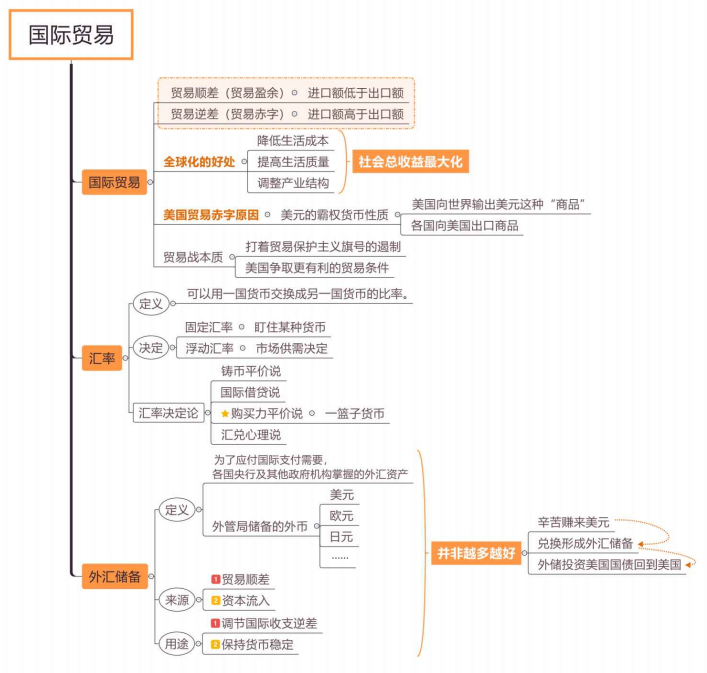 国际贸易
国际贸易
贸易顺差（贸易盈余）
进口额低于出口额
贸易逆差（贸易赤字）
进口额高于出口额
全球化的好处
降低生活成本
提高生活质量
调整产业结构
社会总收益最大化
美国贸易赤字原因
美元的霸权货币性质
美国向世界输出美元这种“商品”
各国向美国出口商品
贸易战本质
打着贸易保护主义旗号的遏制
美国争取更有利的贸易条件
汇率
定义
可以用一国货币交换成另一国货币的比率。
决定
固定汇率
盯住某种货币
浮动汇率
市场供需决定
汇率决定论
铸币平价说
国际借贷说
购买力平价说
一篮子货币
汇兑心理说
外汇储备
定义
为了应付国际支付需要，
各国央行及其他政府机构掌握的外汇资产
外管局储备的外币
美元
欧元
日元
......
来源
1 贸易顺差
2 资本流入
用途
1 调节国际收支逆差
2 保持货币稳定
并非越多越好
辛苦赚来美元
兑换形成外汇储备
外储投资美国国债回到美国